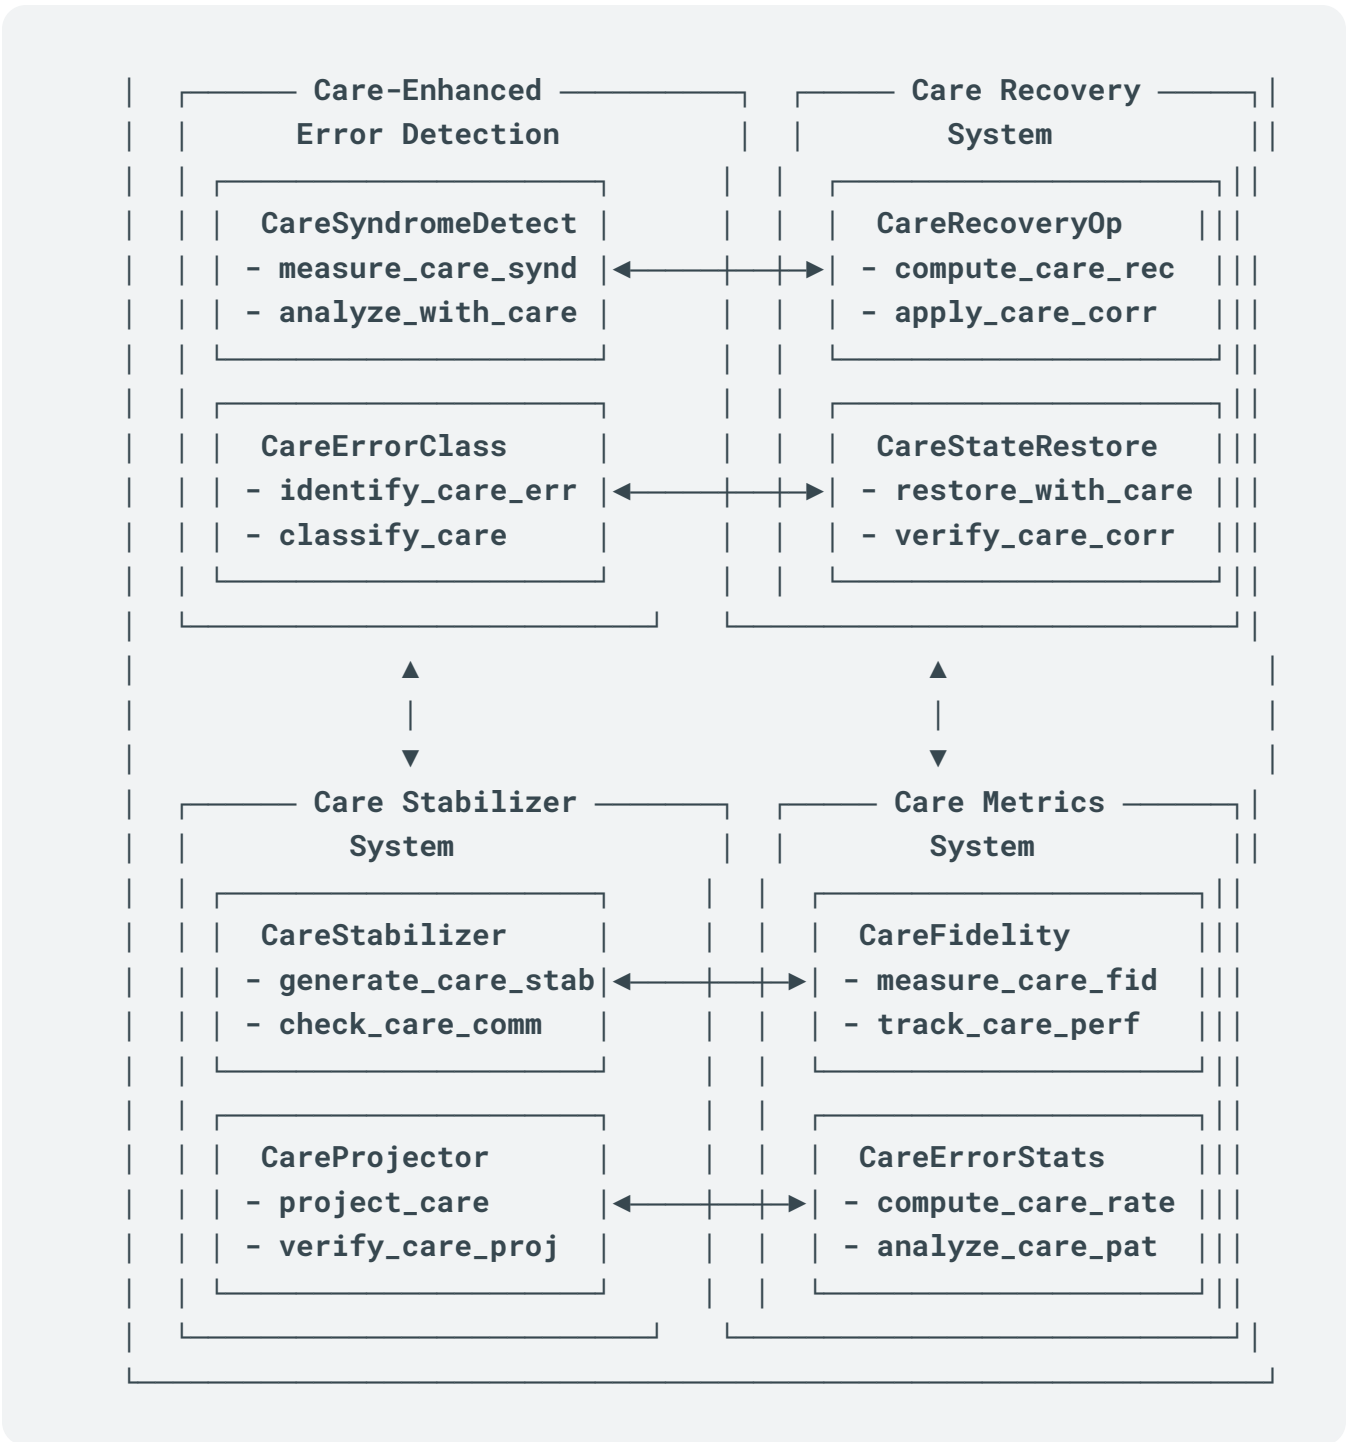 Care-Enhanced
Error Detection
CareSyndromeDetect
- measure_care_synd
- analyze_with_care
CareErrorClass
- identify_care_err
- classify_care
Care Recovery
System
CareRecoveryOp
- compute_care_rec
- apply_care_corr
CareStateRestore
- restore_with_care
- verify_care_corr
Care Stabilizer
System
CareStabilizer
- generate_care_stab
- check_care_comm
CareProjector
- project_care
- verify_care_proj
Care Metrics
System
CareFidelity
- measure_care_fid
- track_care_perf
CareErrorStats
- compute_care_rate
- analyze_care_pat